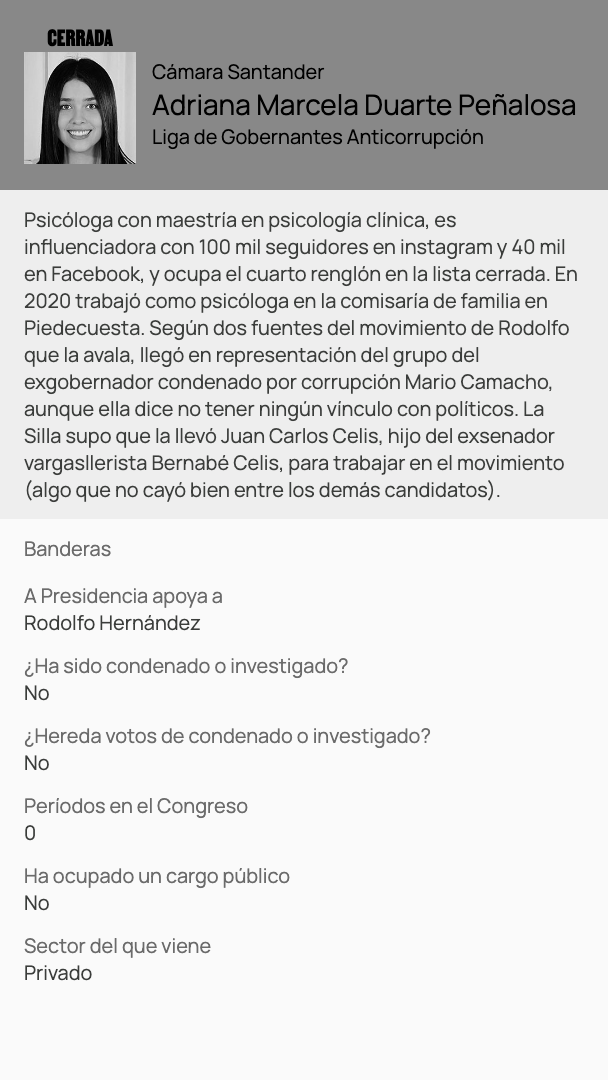 CERRADA
Cámara Santander
Adriana Marcela Duarte Peñalosa
Liga de Gobernantes Anticorrupción
Psicóloga con maestría en psicología clínica, es
influenciadora con 100 mil seguidores en instagram y 40 mil
en Facebook, y ocupa el cuarto renglón en la lista cerrada. En
2020 trabajó como psicóloga en la comisaría de familia en
Piedecuesta. Según dos fuentes del movimiento de Rodolfo
que la avala, llegó en representación del grupo del
exgobernador condenado por corrupción Mario Camacho,
aunque ella dice no tener ningún vínculo con políticos. La
Silla supo que la llevó Juan Carlos Celis, hijo del exsenador
vargasllerista Bernabé Celis, para trabajar en el movimiento
(algo que no cayó bien entre los demás candidatos).
Banderas
A Presidencia apoya a
Rodolfo Hernández
¿Ha sido condenado o investigado?
No
¿Hereda votos de condenado o investigado?
No
Períodos en el Congreso
0
Ha ocupado un cargo público
No
Sector del que viene
Privado